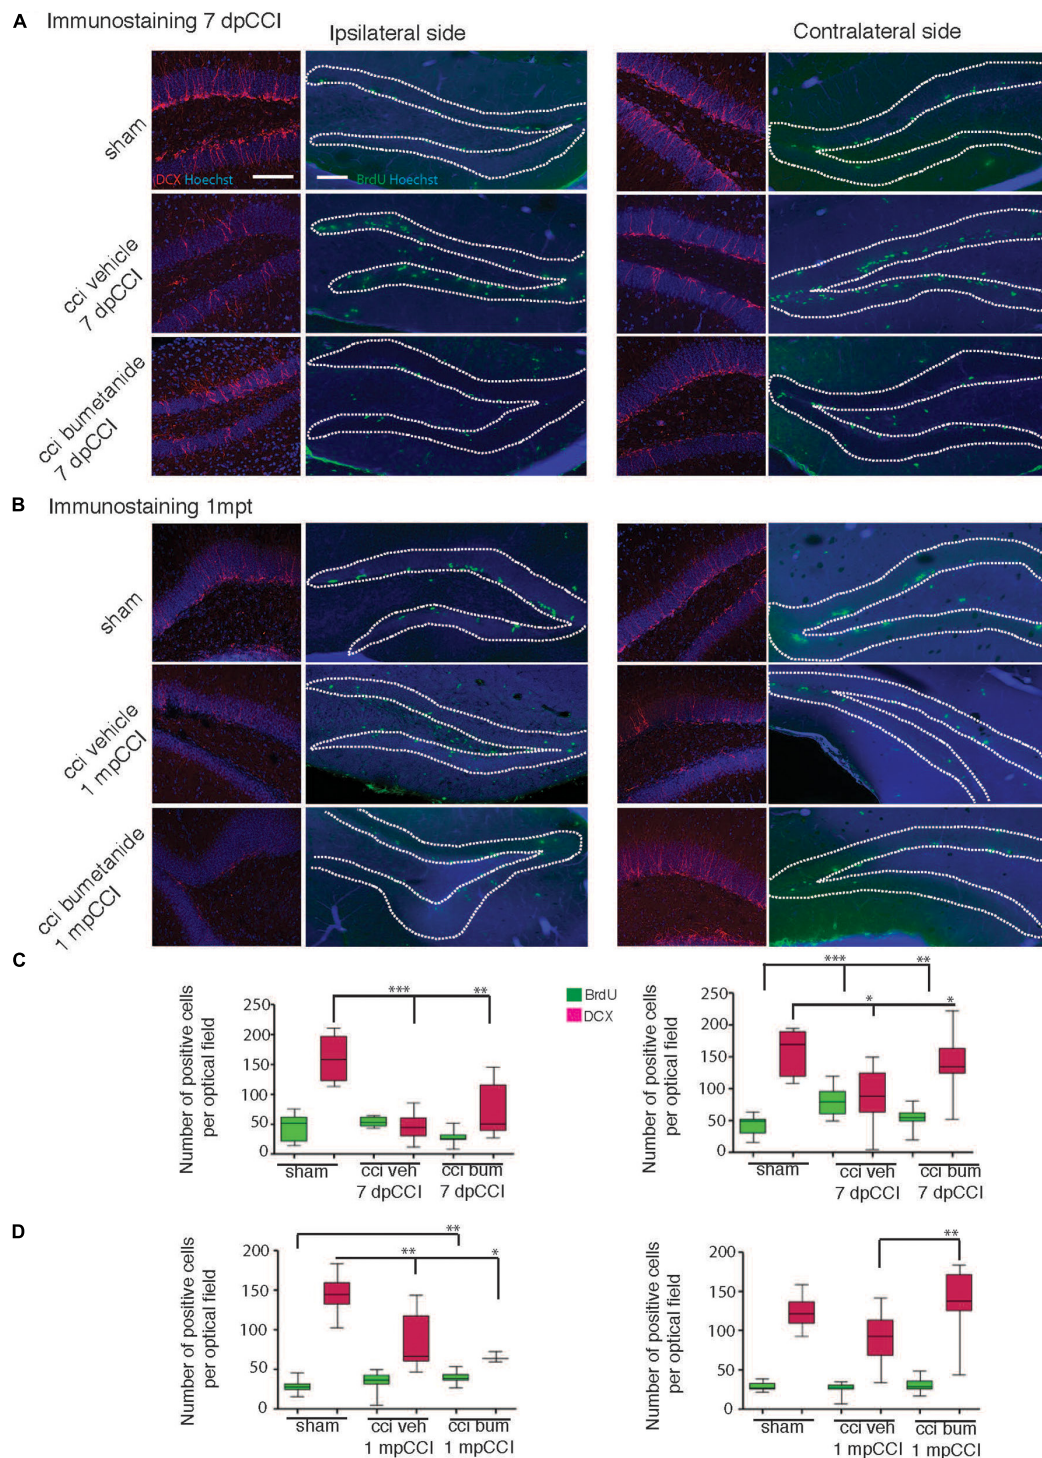 A Immunostaining 7 dpCCI
Ipsilateral side
Contralateral side
sham
DCX Hoechst
BrdU Hoechst
cci vehicle
7 dpCCI
cci bumetanide
7 dpCCI
B Immunostaining 1mpt
sham
cci vehicle
1 mpCCI
cci bumetanide
1 mpCCI
C
Number of positive cells
per optical field
250
200
150
100
50
0
*** **
sham
cci veh
7 dpCCI
cci bum
7 dpCCI
BrdU
DCX
Number of positive cells
per optical field
250
200
150
100
50
0
*** **
* *
sham
cci veh
7 dpCCI
cci bum
7 dpCCI
D
Number of positive cells
per optical field
200
150
100
50
0
**
** *
sham
cci veh
1 mpCCI
cci bum
1 mpCCI
Number of positive cells
per optical field
200
150
100
50
0
**
sham
cci veh
1 mpCCI
cci bum
1 mpCCI